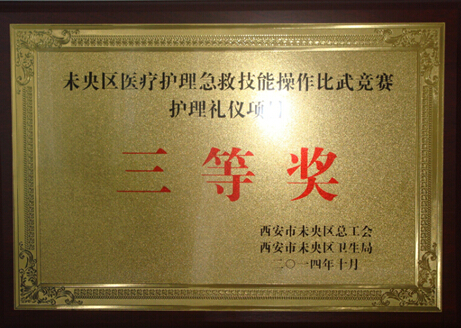 未央区医疗护理急救技能操作比武竞赛
护理礼仪项目
三等奖
西安市未央区总工会
西安市未央区卫生局
二〇一四年十月